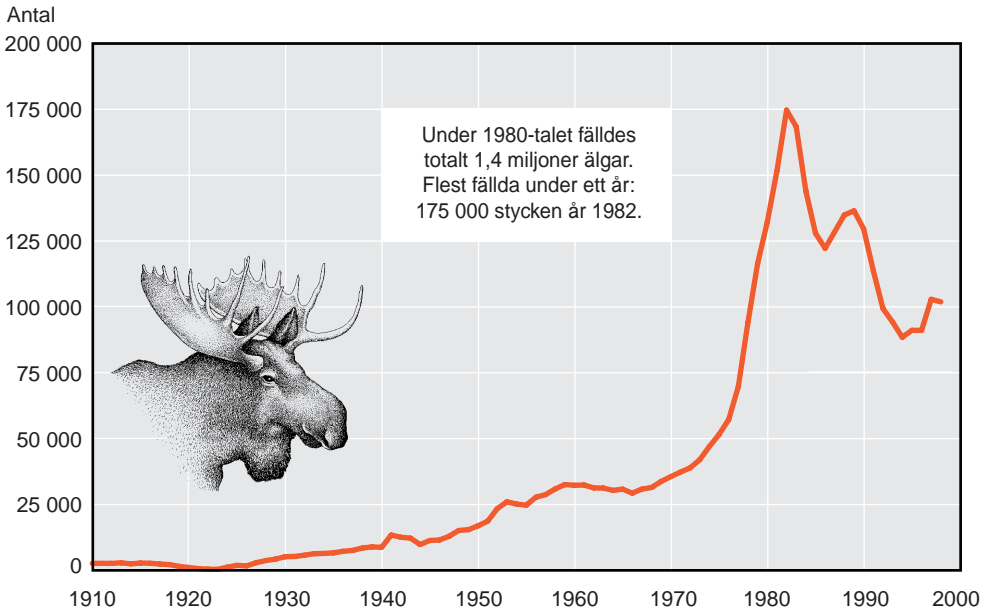 Antal
200 000
175 000
150 000
125 000
100 000
75 000
50 000
25 000
0
Under 1980-talet fälldes
totalt 1,4 miljoner älgar.
Flest fällda under ett år:
175 000 stycken år 1982.
1910 1920 1930 1940 1950 1960 1970 1980 1990 2000